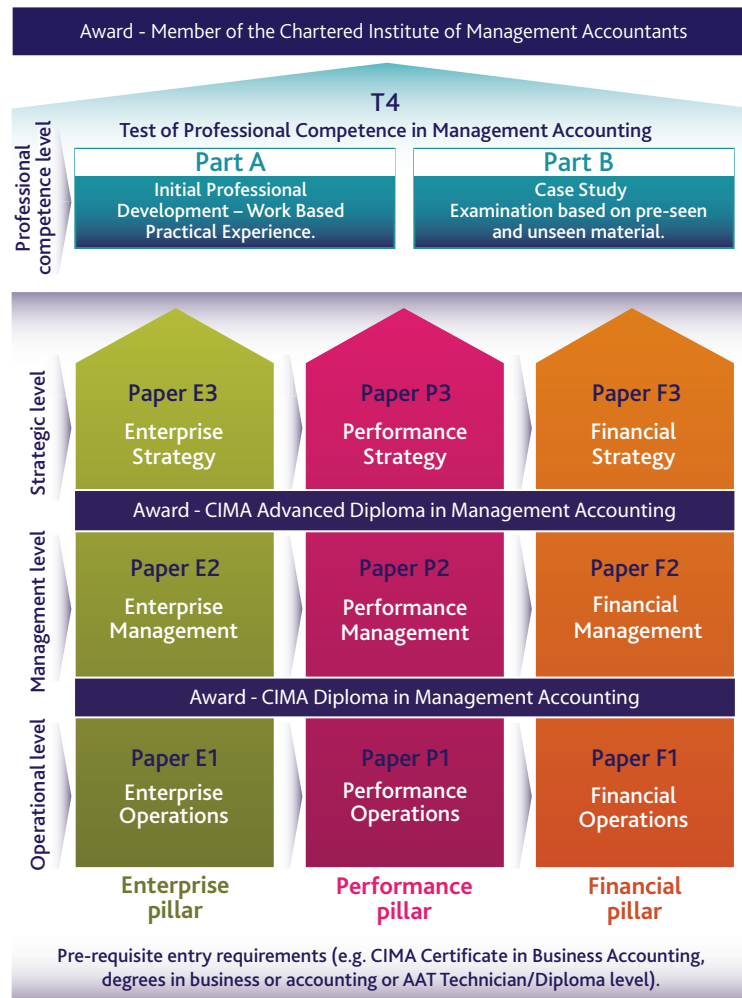 Award - Member of the Chartered Institute of Management Accountants
T4
Test of Professional Competence in Management Accounting
Professional
competence level
Part A
Initial Professional
Development – Work Based
Practical Experience.
Part B
Case Study
Examination based on pre-seen
and unseen material.
Strategic level
Paper E3
Enterprise
Strategy
Paper P3
Performance
Strategy
Paper F3
Financial
Strategy
Award - CIMA Advanced Diploma in Management Accounting
Management level
Paper E2
Enterprise
Management
Paper P2
Performance
Management
Paper F2
Financial
Management
Award - CIMA Diploma in Management Accounting
Operational level
Paper E1
Enterprise
Operations
Paper P1
Performance
Operations
Paper F1
Financial
Operations
Enterprise
pillar
Performance
pillar
Financial
pillar
Pre-requisite entry requirements (e.g. CIMA Certificate in Business Accounting,
degrees in business or accounting or AAT Technician/Diploma level).